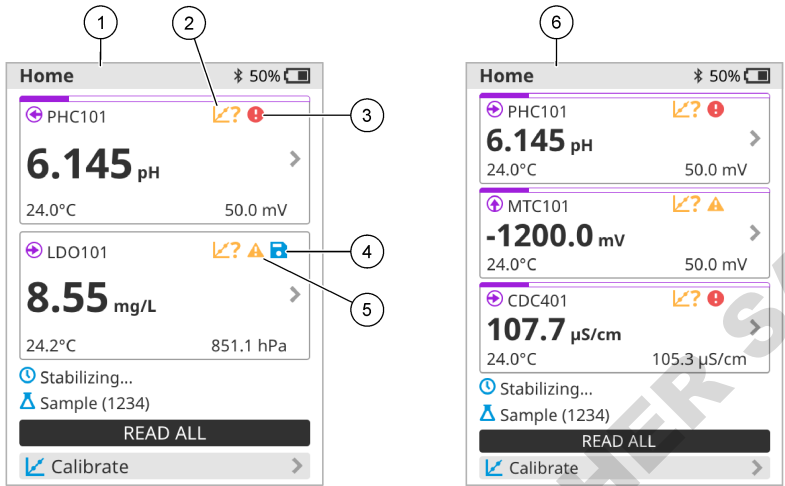 1
2
Home
50%
PHC101
?
3
6.145 pH
24.0°C
50.0 mV
LDO101
?
4
8.55 mg/L
5
24.2°C
851.1 hPa
Stabilizing...
Sample (1234)
READ ALL
Calibrate
6
Home
50%
PHC101
?
6.145 pH
24.0°C
50.0 mV
MTC101
?
-1200.0 mV
24.0°C
50.0 mV
CDC401
?
107.7 µS/cm
24.0°C
105.3 µS/cm
Stabilizing...
Sample (1234)
READ ALL
Calibrate